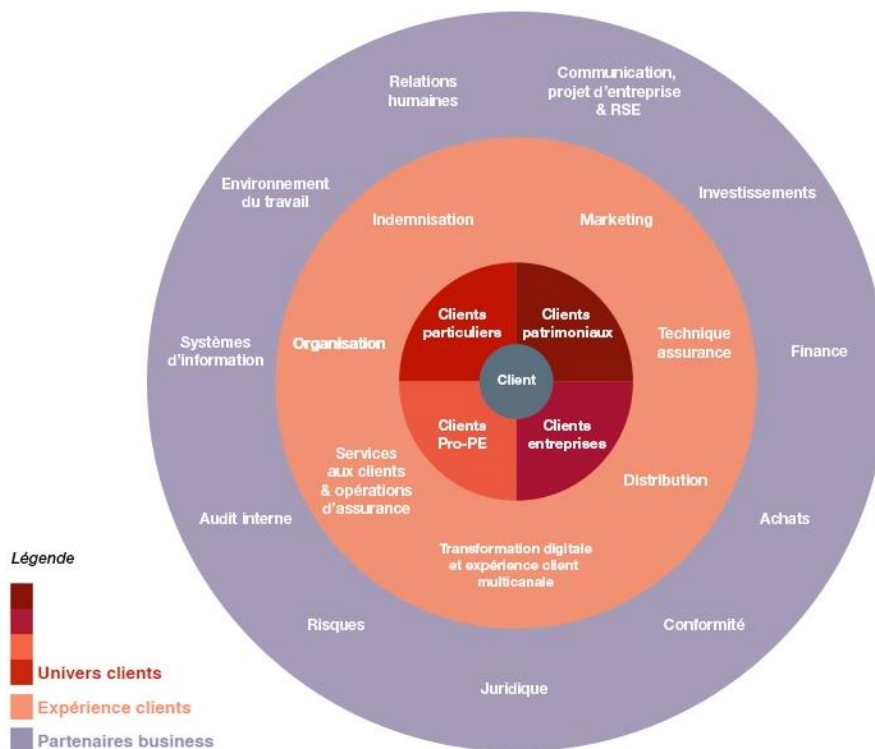 Relations
humaines
Communication,
projet d'entreprise
& RSE
Environnement
du travail
Investissements
Indemnisation
Marketing
Clients
particuliers
Clients
patrimoniaux
Systèmes
d'information
Organisation
Technique
assurance
Finance
Client
Clients
Pro-PE
Clients
entreprises
Services
aux clients
& opérations
d'assurance
Distribution
Audit interne
Achats
Transformation digitale
et expérience client
multicanale
Risques
Conformité
Juridique
Légende
Univers clients
Expérience clients
Partenaires business